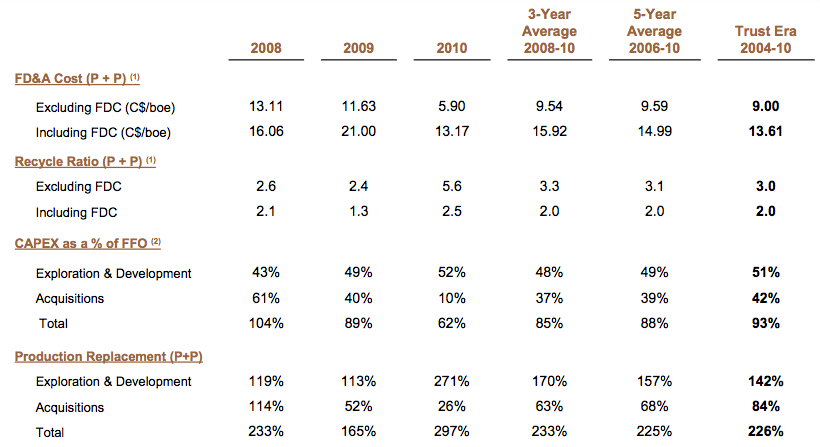 3-Year 5-Year
Average Average Trust Era
2008 2009 2010 2008-10 2006-10 2004-10
FD&A Cost (P + P) (1)
Excluding FDC (C$/boe) 13.11 11.63 5.90 9.54 9.59 9.00
Including FDC (C$/boe) 16.06 21.00 13.17 15.92 14.99 13.61
Recycle Ratio (P + P) (1)
Excluding FDC 2.6 2.4 5.6 3.3 3.1 3.0
Including FDC 2.1 1.3 2.5 2.0 2.0 2.0
CAPEX as a % of FFO (2)
Exploration & Development 43% 49% 52% 48% 49% 51%
Acquisitions 61% 40% 10% 37% 39% 42%
Total 104% 89% 62% 85% 88% 93%
Production Replacement (P+P)
Exploration & Development 119% 113% 271% 170% 157% 142%
Acquisitions 114% 52% 26% 63% 68% 84%
Total 233% 165% 297% 233% 225% 226%